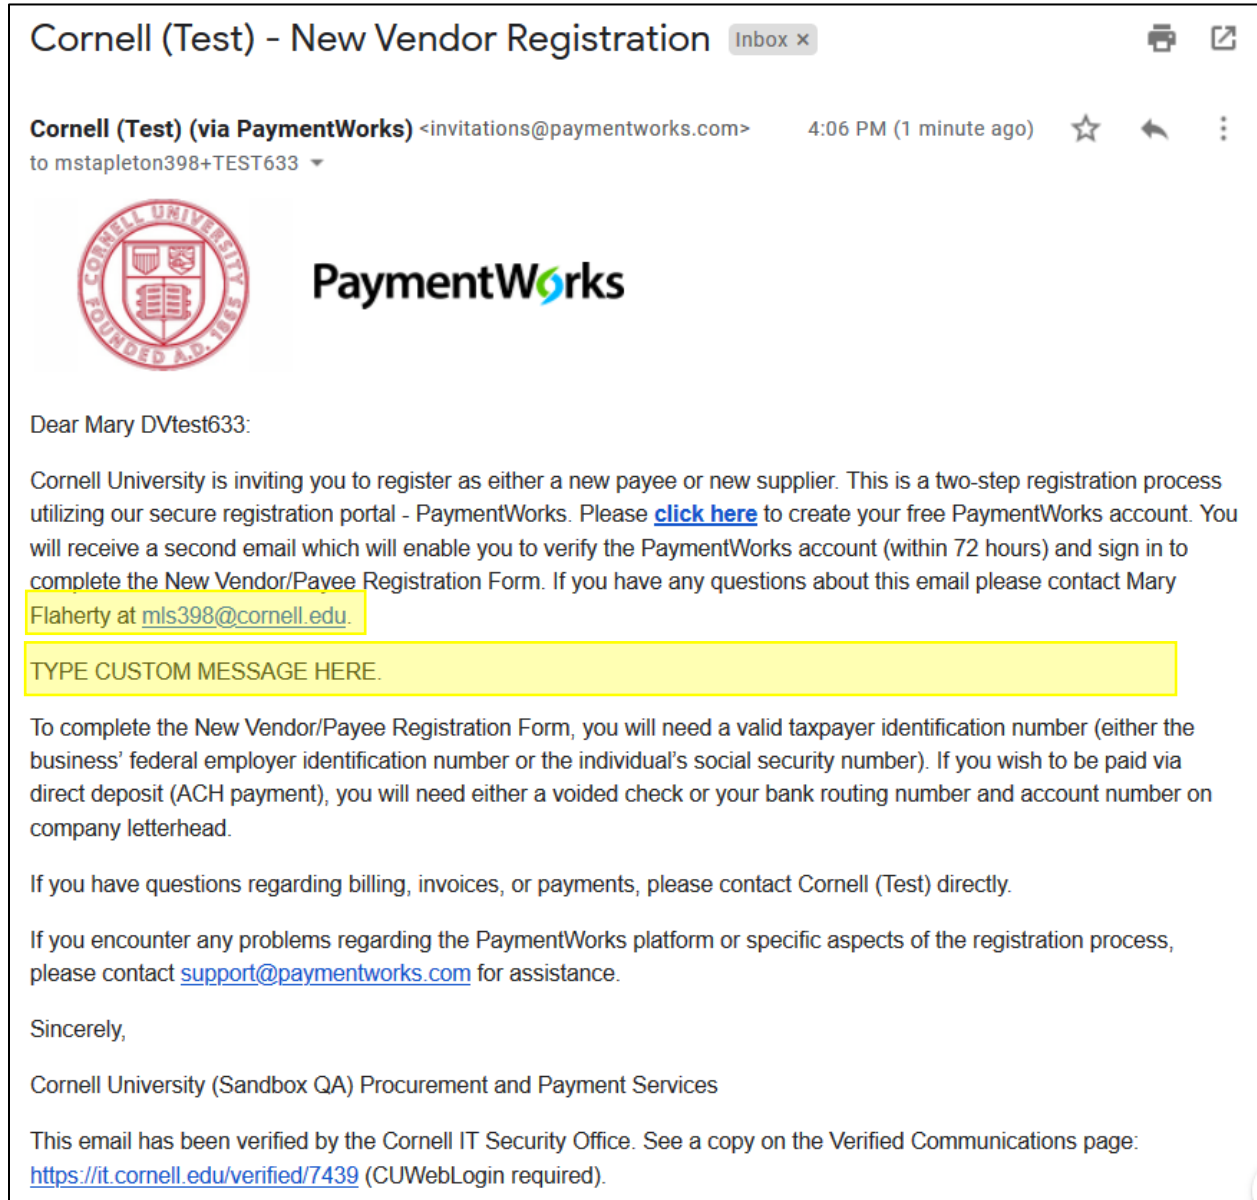 Cornell (Test) - New Vendor Registration Inbox ×
Cornell (Test) (via PaymentWorks) <invitations@paymentworks.com> 4:06 PM (1 minute ago)
to mstapleton398+TEST633
CORNELL UNIVERSITY
FOUNDED A.D. 1865
PaymentWorks
Dear Mary DVtest633:
Cornell University is inviting you to register as either a new payee or new supplier. This is a two-step registration process
utilizing our secure registration portal - PaymentWorks. Please click here to create your free PaymentWorks account. You
will receive a second email which will enable you to verify the PaymentWorks account (within 72 hours) and sign in to
complete the New Vendor/Payee Registration Form. If you have any questions about this email please contact Mary
Flaherty at mls398@cornell.edu.
TYPE CUSTOM MESSAGE HERE.
To complete the New Vendor/Payee Registration Form, you will need a valid taxpayer identification number (either the
business’ federal employer identification number or the individual’s social security number). If you wish to be paid via
direct deposit (ACH payment), you will need either a voided check or your bank routing number and account number on
company letterhead.
If you have questions regarding billing, invoices, or payments, please contact Cornell (Test) directly.
If you encounter any problems regarding the PaymentWorks platform or specific aspects of the registration process,
please contact support@paymentworks.com for assistance.
Sincerely,
Cornell University (Sandbox QA) Procurement and Payment Services
This email has been verified by the Cornell IT Security Office. See a copy on the Verified Communications page:
https://it.cornell.edu/verified/7439 (CUWebLogin required).